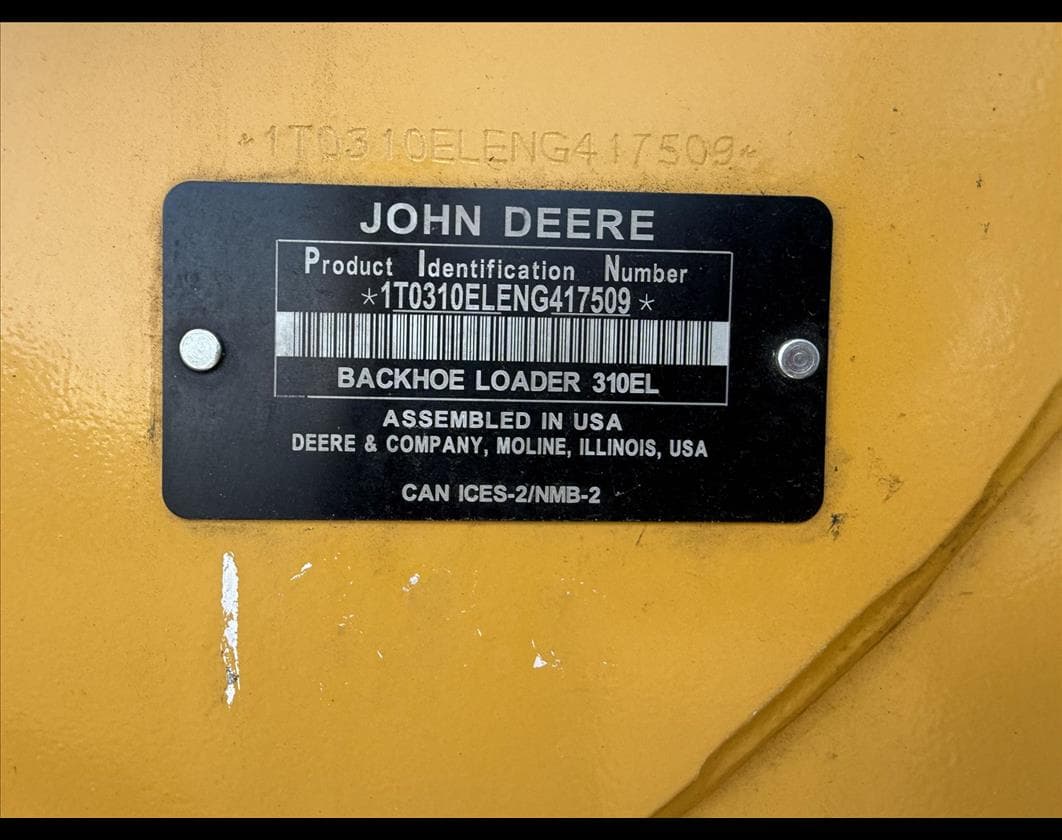 *1T0310ELENG417509*
JOHN DEERE
Product Identification Number
*1T0310ELENG417509*
BACKHOE LOADER 310EL
ASSEMBLED IN USA
DEERE & COMPANY, MOLINE, ILLINOIS, USA
CAN ICES-2/NMB-2